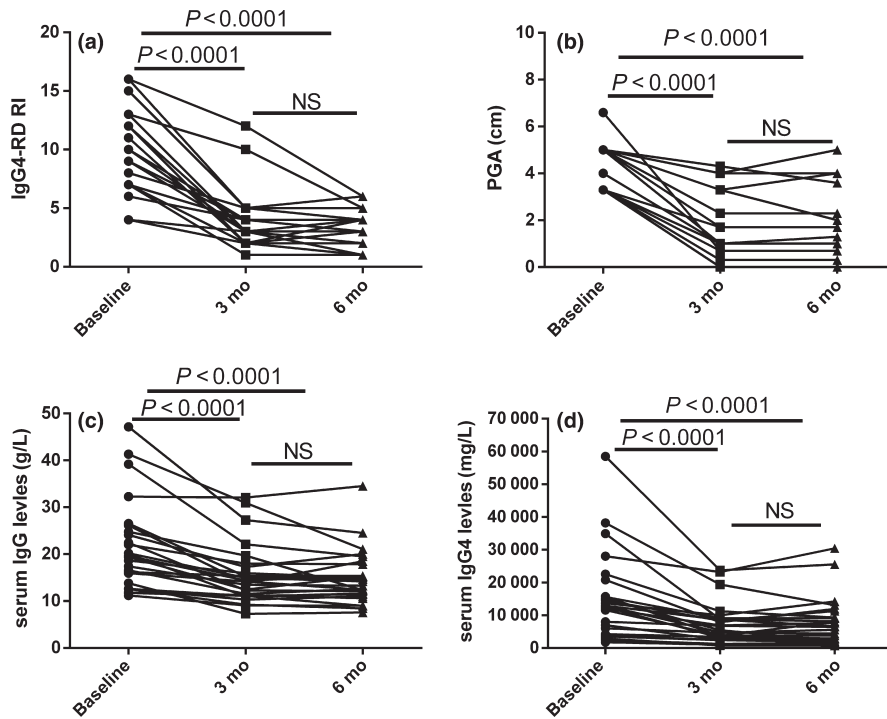 (a)
P < 0.0001
P < 0.0001
NS
IgG4-RD RI
20
15
10
5
0
Baseline
3 mo
6 mo
(b)
P < 0.0001
P < 0.0001
NS
PGA (cm)
10
8
6
4
2
0
Baseline
3 mo
6 mo
(c)
P < 0.0001
P < 0.0001
NS
serum IgG levles (g/L)
50
40
30
20
10
0
Baseline
3 mo
6 mo
(d)
P < 0.0001
P < 0.0001
NS
serum IgG4 levles (mg/L)
70 000
60 000
50 000
40 000
30 000
20 000
10 000
0
Baseline
3 mo
6 mo